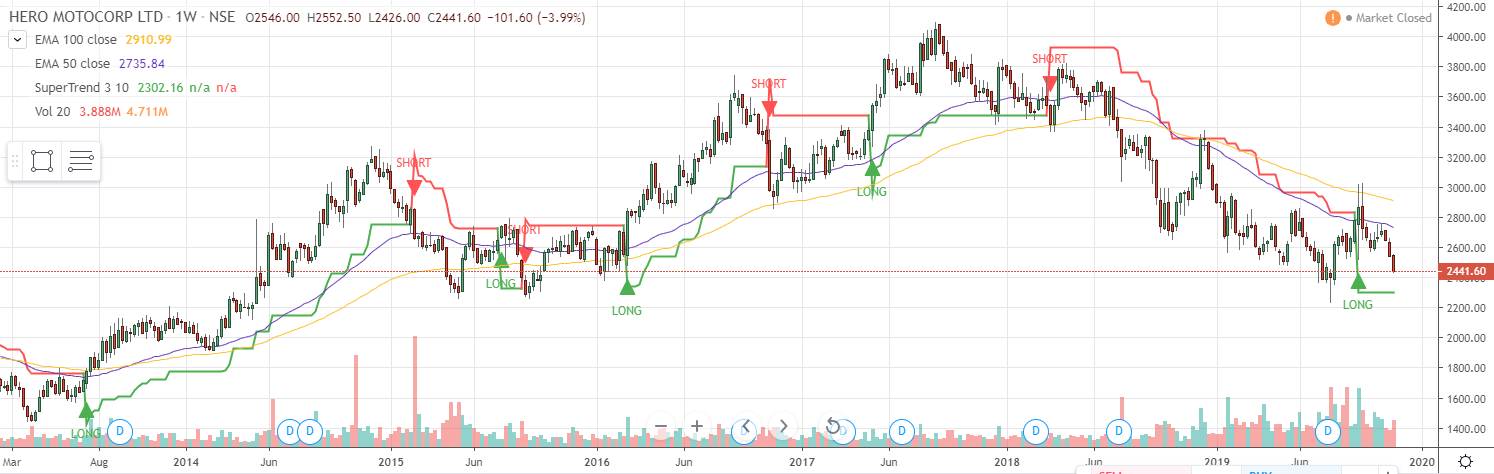 HERO MOTOCORP LTD · 1W · NSE O2546.00 H2552.50 L2426.00 C2441.60 −101.60 (−3.99%)
! Market Closed
EMA 100 close 2910.99
EMA 50 close 2735.84
SuperTrend 3 10 2302.16 n/a n/a
Vol 20 3.888M 4.711M
4200.00
4000.00
3800.00
3600.00
3400.00
3200.00
3000.00
2800.00
2600.00
2441.60
2200.00
2000.00
1800.00
1600.00
1400.00
SHORT
SHORT
SHORT
SHORT
LONG
LONG
LONG
LONG
LONG
D D D D D D D D D
Mar Aug 2014 Jun 2015 Jun 2016 Jun 2017 Jun 2018 Jun 2019 Jun 2020
SELL BUY